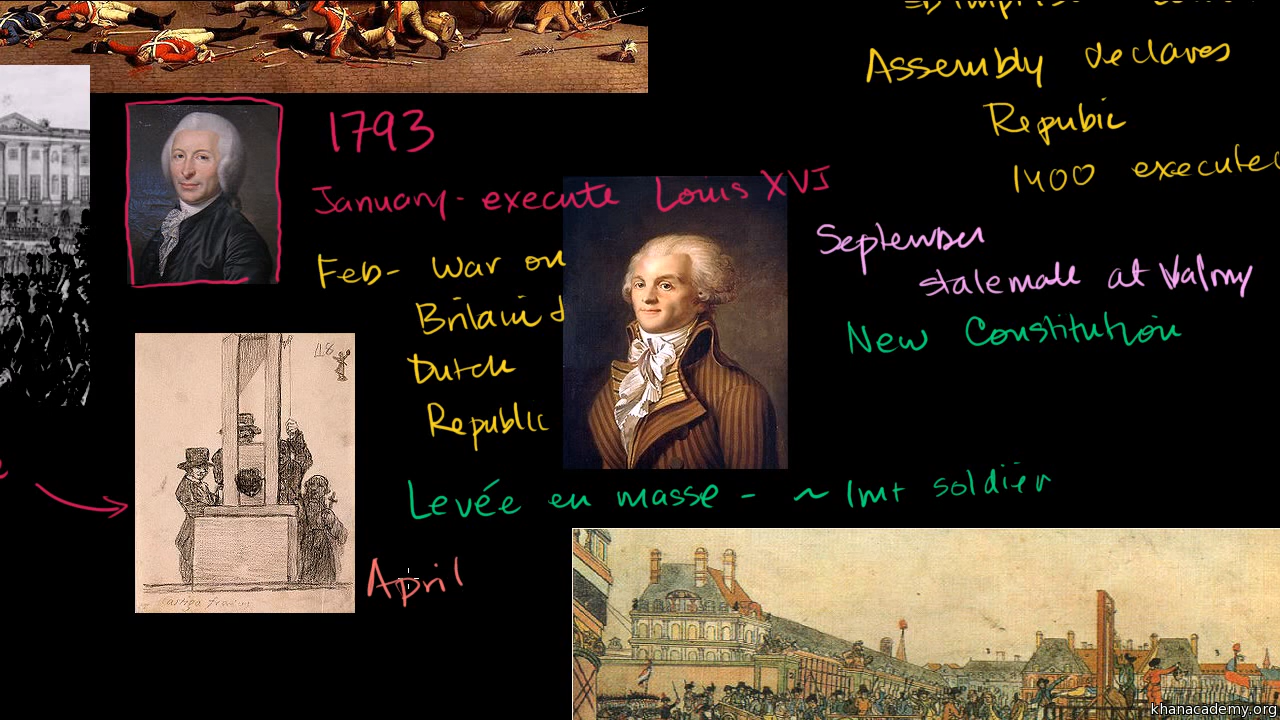 Assembly declares
Repubic
1400 executed
1793
January - execute Louis XVI
Feb- War on
Britain &
Dutch
Republic
September
stalemate at Valmy
New Constitution
Levée en masse - ~ 1m+ soldier
April
khanacademy.org